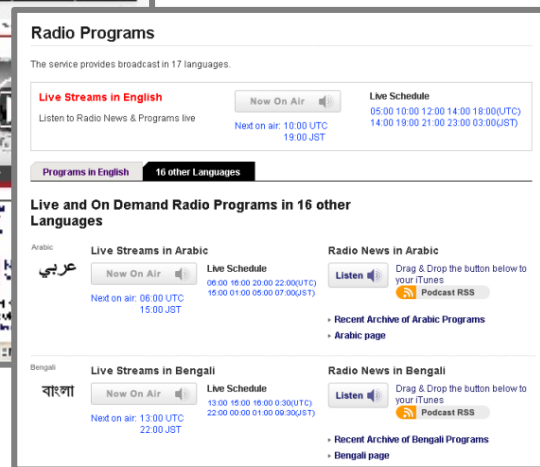 Radio Programs
The service provides broadcast in 17 languages.
Live Streams in English
Listen to Radio News & Programs live
Now On Air
Next on air: 10:00 UTC
19:00 JST
Live Schedule
05:00 10:00 12:00 14:00 18:00(UTC)
14:00 19:00 21:00 23:00 03:00(JST)
Programs in English
16 other Languages
Live and On Demand Radio Programs in 16 other
Languages
Arabic
عربي
Live Streams in Arabic
Now On Air
Next on air: 06:00 UTC
15:00 JST
Live Schedule
06:00 16:00 20:00 22:00(UTC)
15:00 01:00 05:00 07:00(JST)
Radio News in Arabic
Listen
Drag & Drop the button below to
your iTunes
Podcast RSS
Recent Archive of Arabic Programs
Arabic page
Bengali
বাংলা
Live Streams in Bengali
Now On Air
Next on air: 13:00 UTC
22:00 JST
Live Schedule
13:00 15:00 16:00 0:30(UTC)
22:00 00:00 01:00 09:30(JST)
Radio News in Bengali
Listen
Drag & Drop the button below to
your iTunes
Podcast RSS
Recent Archive of Bengali Programs
Bengali page